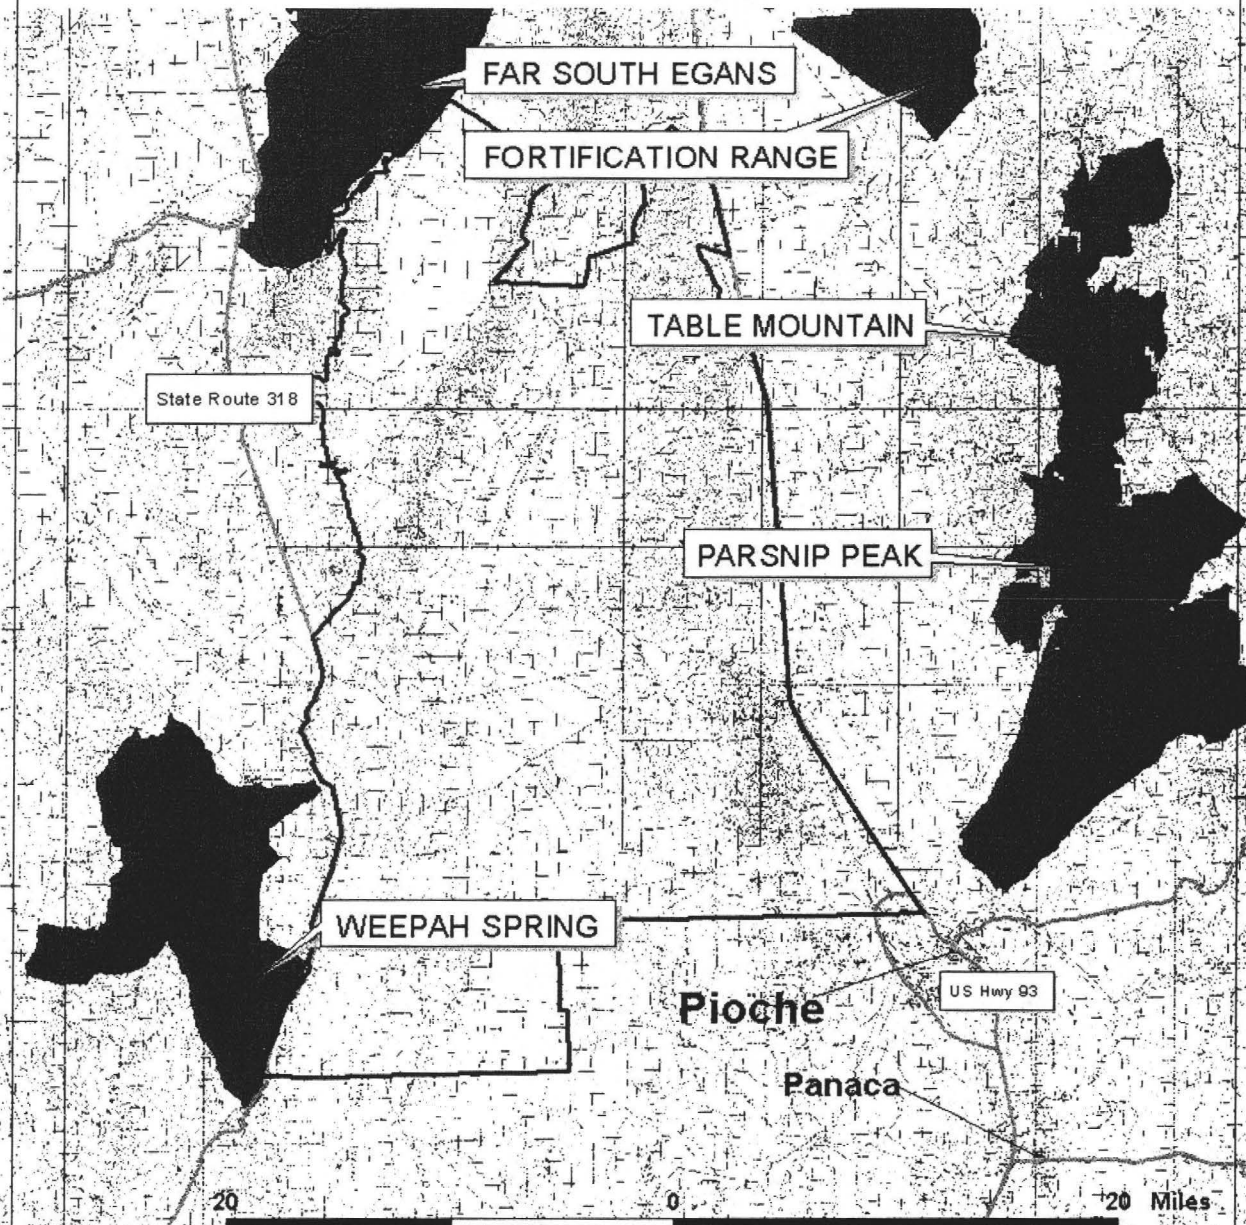 FAR SOUTH EGANS
FORTIFICATION RANGE
TABLE MOUNTAIN
State Route 318
PARSNIP PEAK
WEEPAH SPRING
US Hwy 93
Pioche
Panaca
20 0 20 Miles